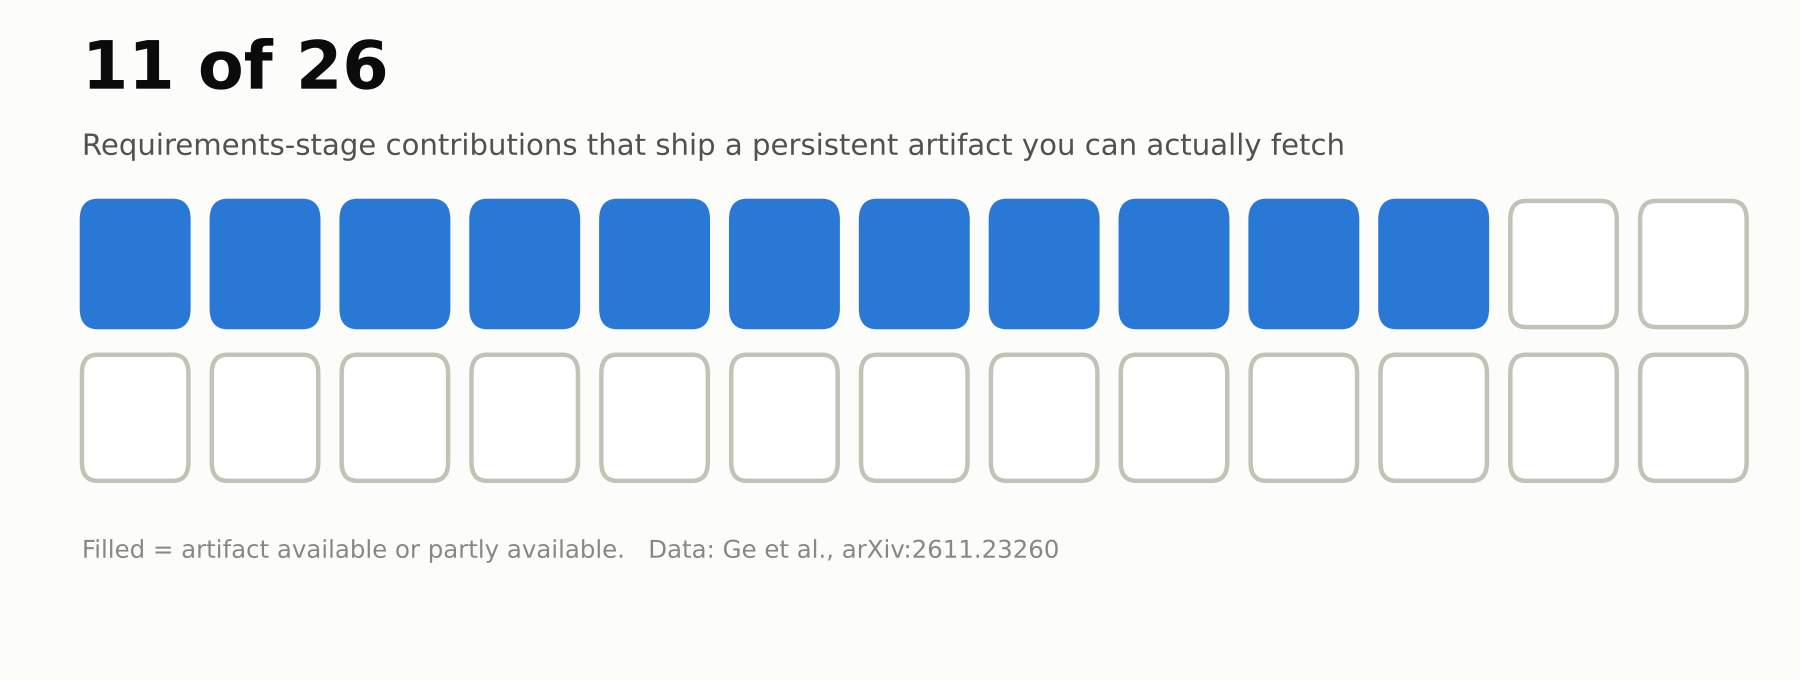 11 of 26
Requirements-stage contributions that ship a persistent artifact you can actually fetch
Filled = artifact available or partly available.   Data: Ge et al., arXiv:2611.23260